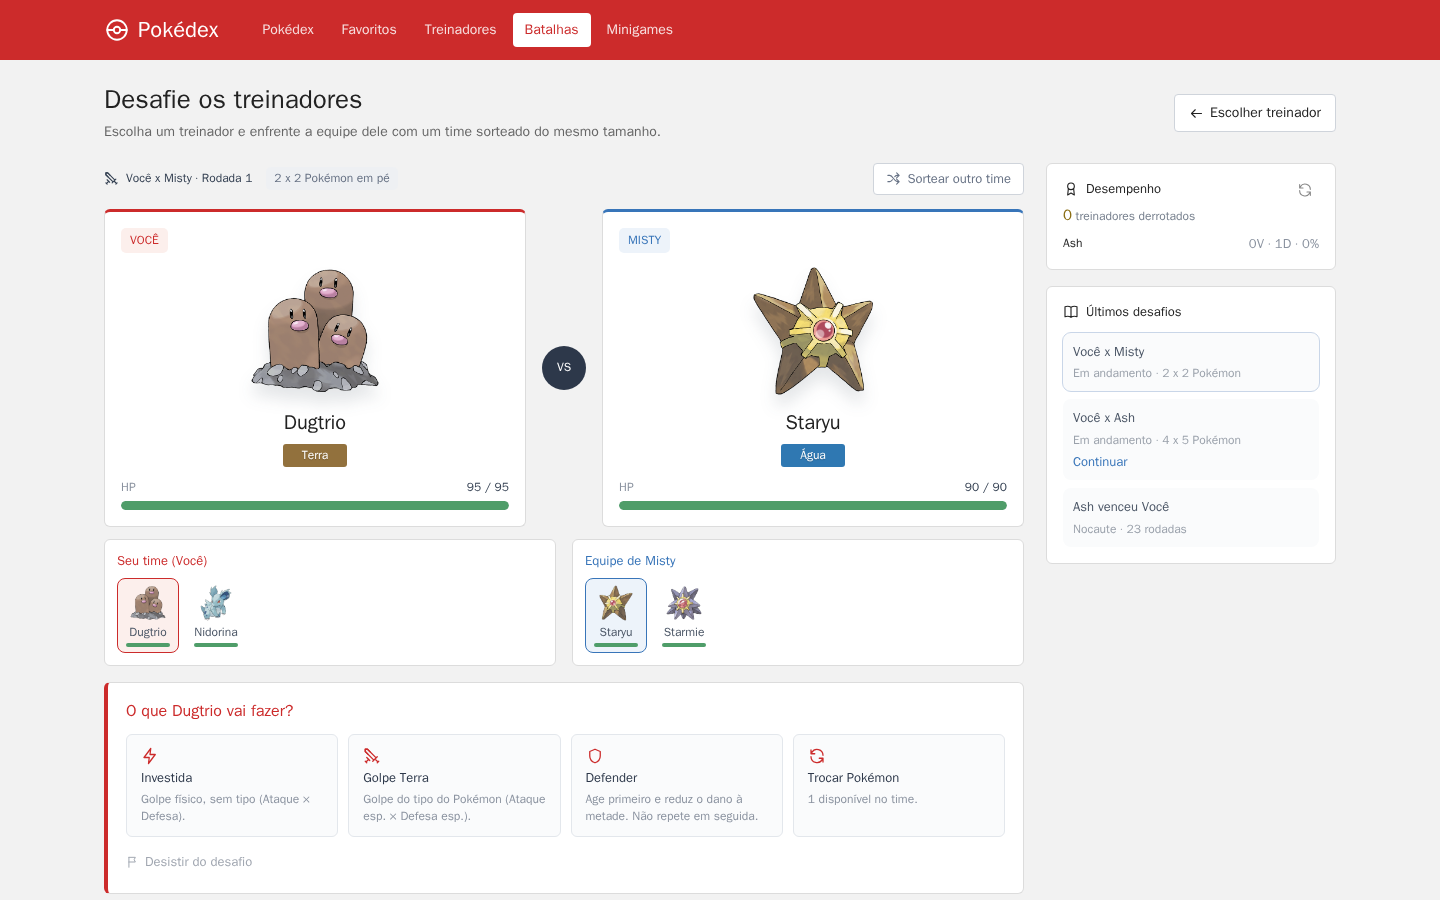 Pokédex
Pokédex
Favoritos
Treinadores
Batalhas
Minigames
Desafie os treinadores
Escolha um treinador e enfrente a equipe dele com um time sorteado do mesmo tamanho.
Escolher treinador
Você x Misty · Rodada 1
2 x 2 Pokémon em pé
Sortear outro time
VOCÊ
Dugtrio
Terra
HP
95 / 95
VS
MISTY
Staryu
Água
HP
90 / 90
Seu time (Você)
Dugtrio
Nidorina
Equipe de Misty
Staryu
Starmie
O que Dugtrio vai fazer?
Investida
Golpe físico, sem tipo (Ataque ×
Defesa).
Golpe Terra
Golpe do tipo do Pokémon (Ataque
esp. × Defesa esp.).
Defender
Age primeiro e reduz o dano à
metade. Não repete em seguida.
Trocar Pokémon
1 disponível no time.
Desistir do desafio
Desempenho
0 treinadores derrotados
Ash
0V · 1D · 0%
Últimos desafios
Você x Misty
Em andamento · 2 x 2 Pokémon
Você x Ash
Em andamento · 4 x 5 Pokémon
Continuar
Ash venceu Você
Nocaute · 23 rodadas